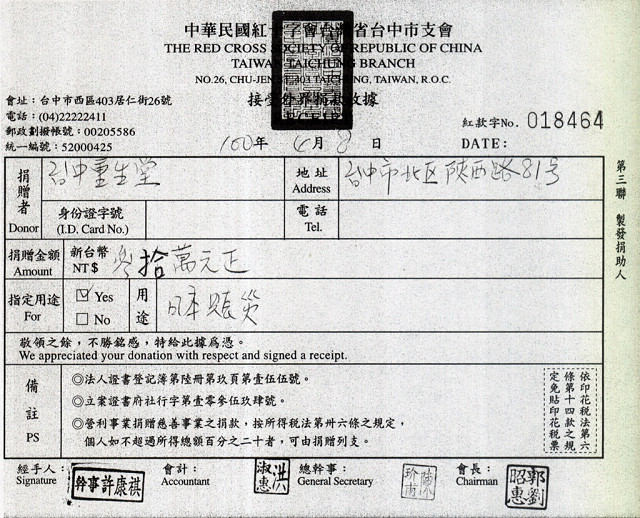 中華民國紅十字會台灣省台中市支會
THE RED CROSS SOCIETY OF REPUBLIC OF CHINA
TAIWAN TAICHUNG BRANCH
NO.26, CHU-JEN ST. 403 TAICHUNG, TAIWAN, R.O.C.
接受外界捐款收據
會址：台中市西區403居仁街26號
電話：(04)22222411
郵政劃撥帳號：00205586
統一編號：52000425
紅款字No. 018464
100年 4月 8日 DATE:
捐贈者 Donor 台中重生堂
地址 Address 台中市北区陝西路81号
身份證字號 (I.D. Card No.)
電話 Tel.
捐贈金額 Amount 新台幣 NT$ 參拾萬元正
指定用途 For ☑ Yes □ No 用途 日本賑災
敬領之餘，不勝銘感，特給此據為憑。
We appreciated your donation with respect and signed a receipt.
備註 PS
◎法人證書登記簿第陸冊第玖頁第壹伍伍號。
◎立案證書府社行字第壹零參伍玖肆號。
◎營利事業捐贈慈善事業之捐款，按所得稅法第卅六條之規定，
個人如不超過所得總額百分之二十者，可由捐贈列支。
依印花稅法第六條第十四款之規定免貼印花稅票
第三聯 製發捐助人
經手人： Signature 幹事許康祺
會計： Accountant 洪淑惠
總幹事： General Secretary
會長： Chairman 郭劉昭惠